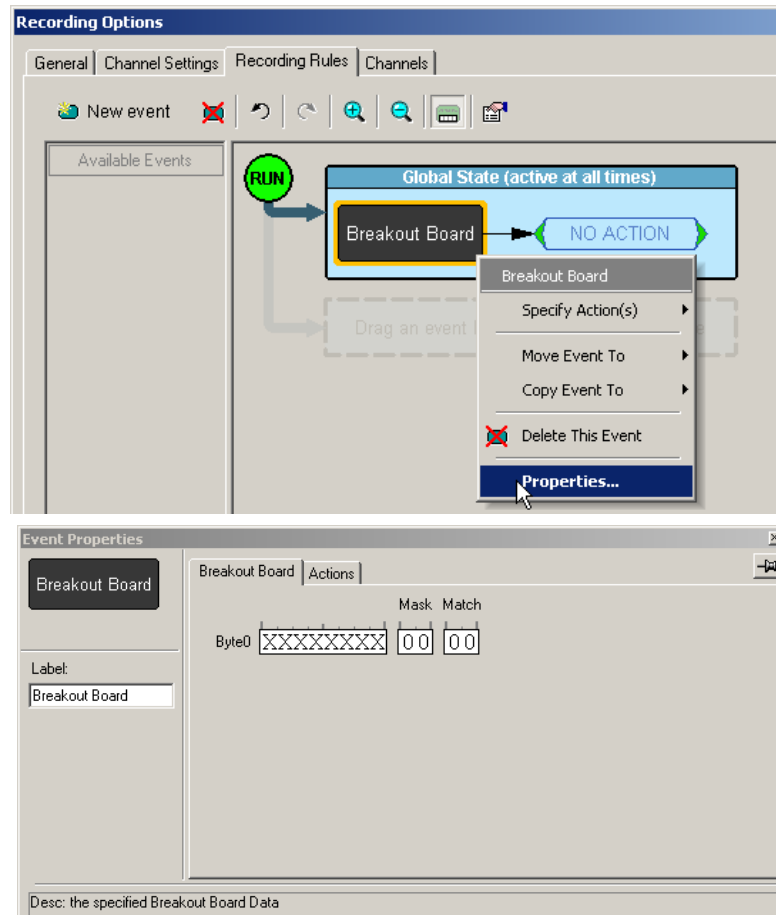 Recording Options
General Channel Settings Recording Rules Channels
New event
Available Events
RUN
Global State (active at all times)
Breakout Board
NO ACTION
Drag an event
e
Breakout Board
Specify Action(s)
Move Event To
Copy Event To
Delete This Event
Properties...
Event Properties
Breakout Board
Breakout Board Actions
Mask Match
Byte0 XXXXXXXX 00 00
Label:
Breakout Board
Desc: the specified Breakout Board Data